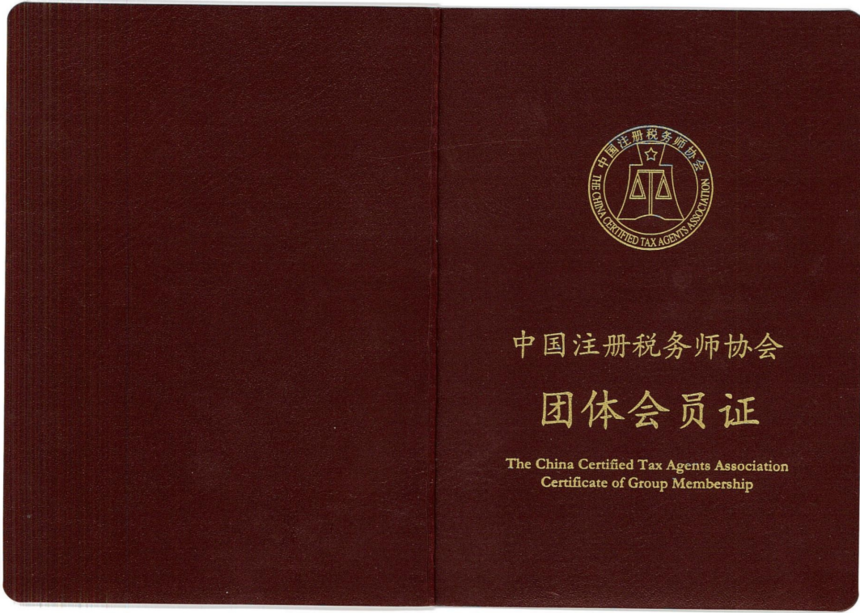 中国注册税务师协会
THE CHINA CERTIFIED TAX AGENTS ASSOCIATION
中国注册税务师协会
团体会员证
The China Certified Tax Agents Association
Certificate of Group Membership